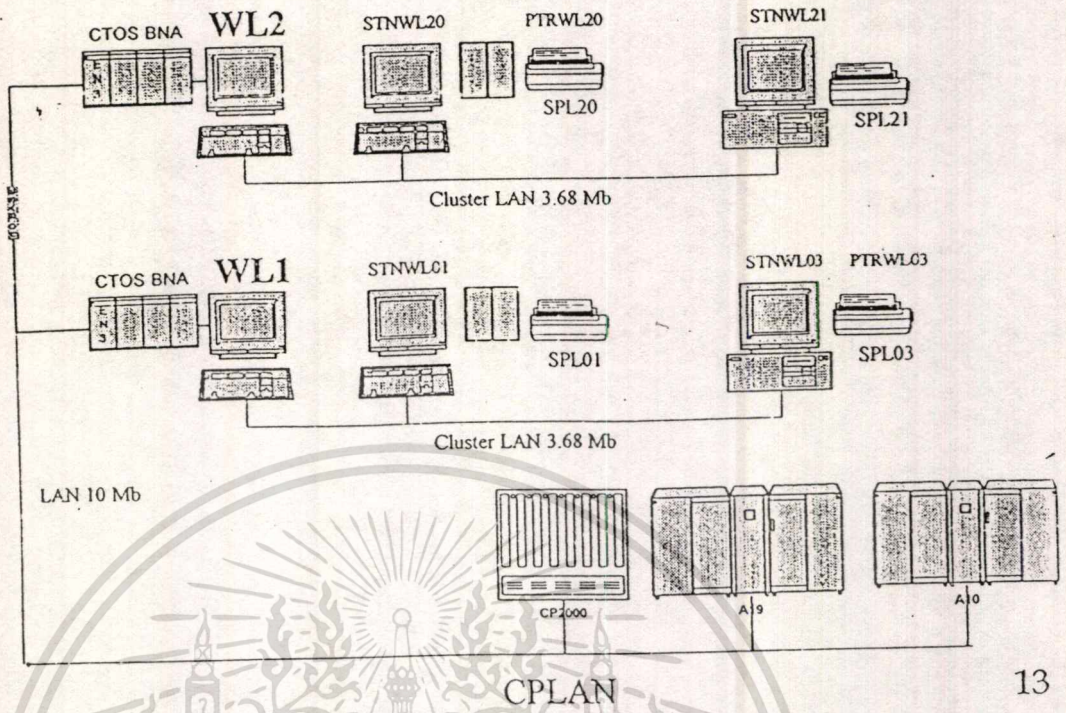 CTOS BNA
WL2
STNWL20
PTRWL20
STNWL21
SPL20
SPL21
Cluster LAN 3.68 Mb
CTOS BNA
WL1
STNWL01
STNWL03
PTRWL03
SPL01
SPL03
Cluster LAN 3.68 Mb
LAN 10 Mb
CP2000
A19
A10
CPLAN
13